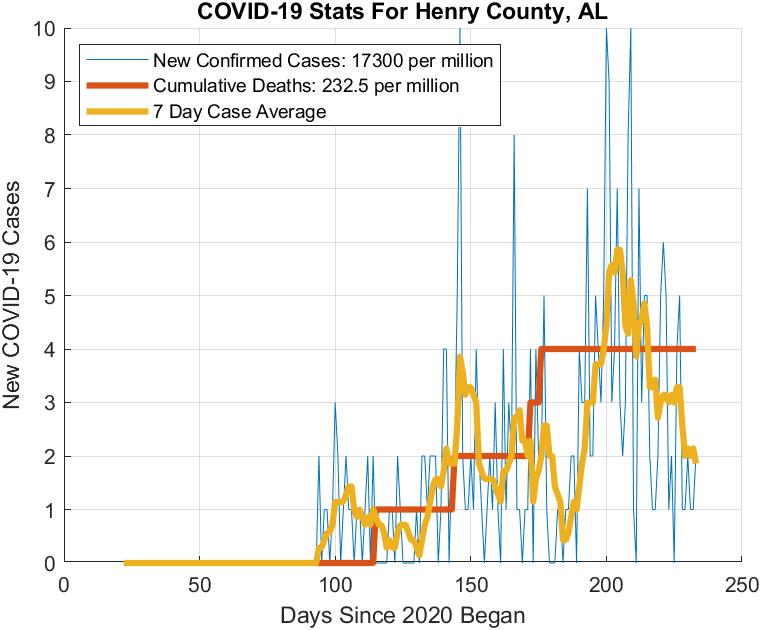 COVID-19 Stats For Henry County, AL
10
9
8
7
6
5
4
3
2
1
0
New COVID-19 Cases
New Confirmed Cases: 17300 per million
Cumulative Deaths: 232.5 per million
7 Day Case Average
0 50 100 150 200 250
Days Since 2020 Began